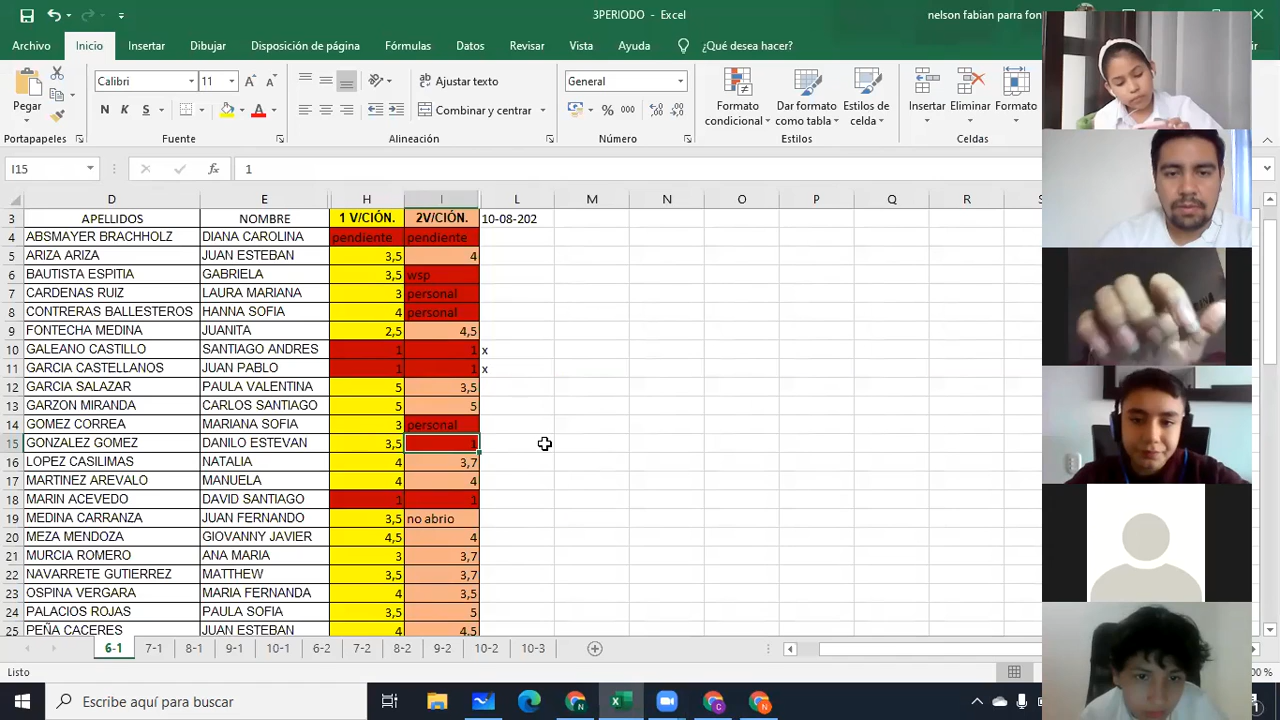 3PERIODO - Excel
nelson fabian parra fon
Archivo Inicio Insertar Dibujar Disposición de página Fórmulas Datos Revisar Vista Ayuda ¿Qué desea hacer?
Pegar
Calibri 11
N K S
Ajustar texto
Combinar y centrar
General
% 000
Formato condicional
Dar formato como tabla
Estilos de celda
Insertar Eliminar Formato
Portapapeles Fuente Alineación Número Estilos Celdas
I15 fx 1
D E H I L M N O P Q R S
3 APELLIDOS NOMBRE 1 V/CIÓN. 2V/CIÓN. 10-08-202
4 ABSMAYER BRACHHOLZ DIANA CAROLINA pendiente pendiente
5 ARIZA ARIZA JUAN ESTEBAN 3,5 4
6 BAUTISTA ESPITIA GABRIELA 3,5 wsp
7 CARDENAS RUIZ LAURA MARIANA 3 personal
8 CONTRERAS BALLESTEROS HANNA SOFIA 4 personal
9 FONTECHA MEDINA JUANITA 2,5 4,5
10 GALEANO CASTILLO SANTIAGO ANDRES 1 1 x
11 GARCIA CASTELLANOS JUAN PABLO 1 1 x
12 GARCIA SALAZAR PAULA VALENTINA 5 3,5
13 GARZON MIRANDA CARLOS SANTIAGO 5 5
14 GOMEZ CORREA MARIANA SOFIA 3 personal
15 GONZALEZ GOMEZ DANILO ESTEVAN 3,5 1
16 LOPEZ CASILIMAS NATALIA 4 3,7
17 MARTINEZ AREVALO MANUELA 4 4
18 MARIN ACEVEDO DAVID SANTIAGO 1 1
19 MEDINA CARRANZA JUAN FERNANDO 3,5 no abrio
20 MEZA MENDOZA GIOVANNY JAVIER 4,5 4
21 MURCIA ROMERO ANA MARIA 3 3,7
22 NAVARRETE GUTIERREZ MATTHEW 3,5 3,7
23 OSPINA VERGARA MARIA FERNANDA 4 3,5
24 PALACIOS ROJAS PAULA SOFIA 3,5 5
25 PEÑA CACERES JUAN ESTEBAN 4 4,5
6-1 7-1 8-1 9-1 10-1 6-2 7-2 8-2 9-2 10-2 10-3
Listo
Escribe aquí para buscar